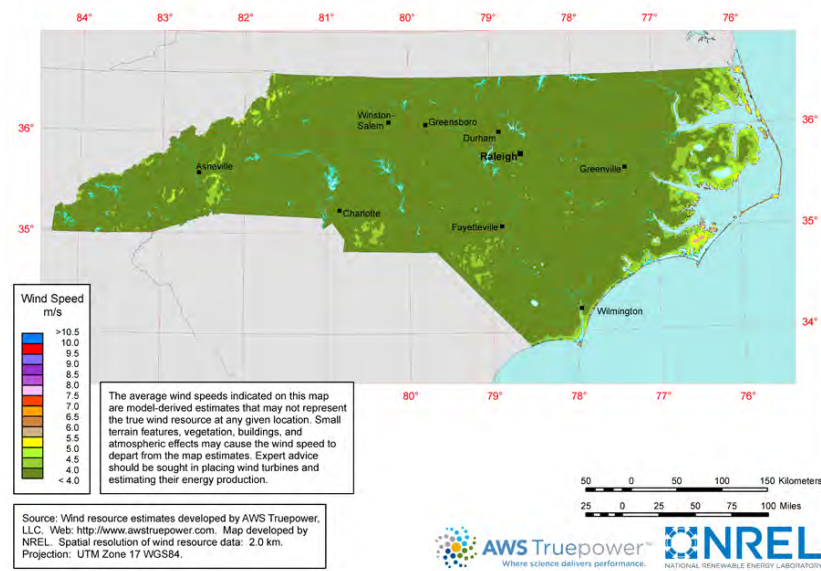 84° 83° 82° 81° 80° 79° 78° 77° 76°
36° 36°
Winston-
Salem
Greensboro
Durham
Raleigh
Asheville
Greenville
35° 35°
Charlotte
Fayetteville
Wilmington
34°
80° 79° 78° 77° 76°
Wind Speed
m/s
>10.5
10.0
9.5
9.0
8.5
8.0
7.5
7.0
6.5
6.0
5.5
5.0
4.5
4.0
< 4.0
The average wind speeds indicated on this map
are model-derived estimates that may not represent
the true wind resource at any given location. Small
terrain features, vegetation, buildings, and
atmospheric effects may cause the wind speed to
depart from the map estimates. Expert advice
should be sought in placing wind turbines and
estimating their energy production.
50 0 50 100 150 Kilometers
25 0 25 50 75 100 Miles
Source: Wind resource estimates developed by AWS Truepower,
LLC. Web: http://www.awstruepower.com. Map developed by
NREL. Spatial resolution of wind resource data: 2.0 km.
Projection: UTM Zone 17 WGS84.
AWS Truepower™
Where science delivers performance.
NREL
NATIONAL RENEWABLE ENERGY LABORATORY